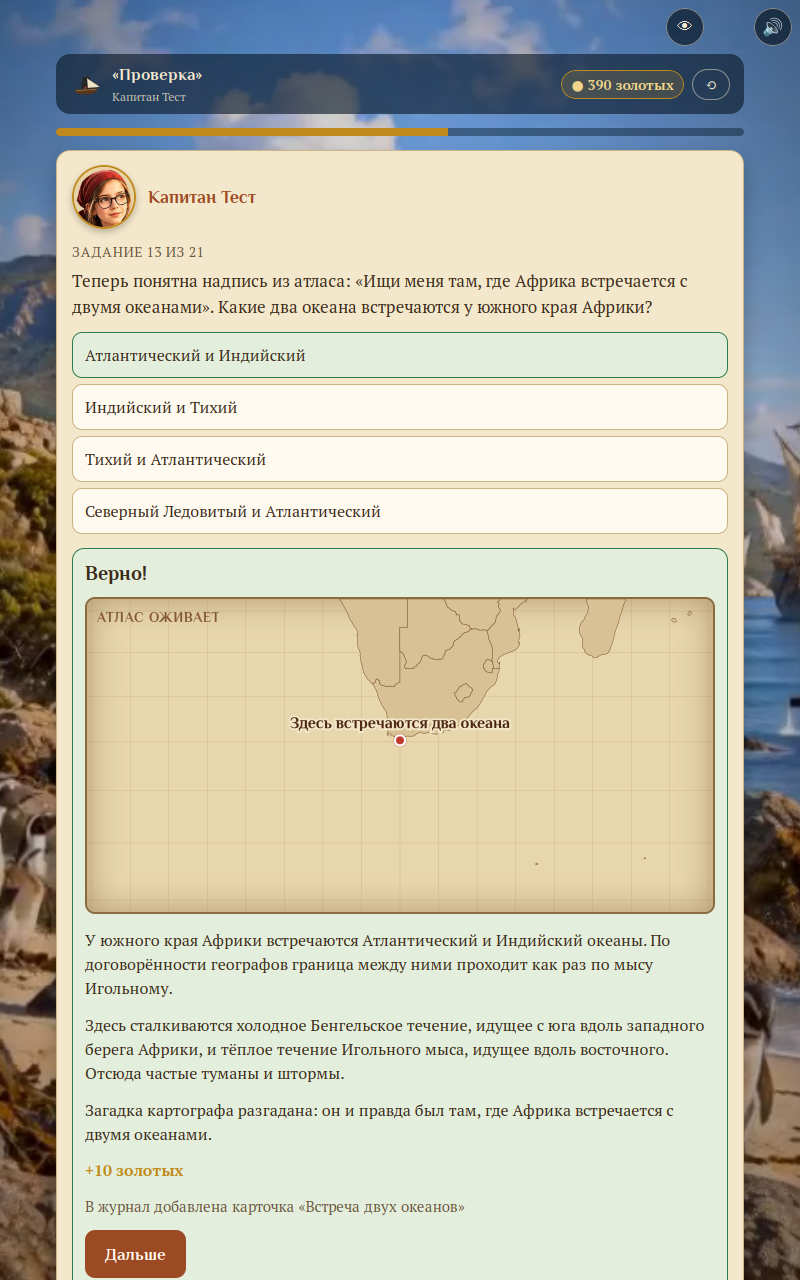 «Проверка»
Капитан Тест
390 золотых
Капитан Тест
ЗАДАНИЕ 13 ИЗ 21
Теперь понятна надпись из атласа: «Ищи меня там, где Африка встречается с
двумя океанами». Какие два океана встречаются у южного края Африки?
Атлантический и Индийский
Индийский и Тихий
Тихий и Атлантический
Северный Ледовитый и Атлантический
Верно!
АТЛАС ОЖИВАЕТ
Здесь встречаются два океана
У южного края Африки встречаются Атлантический и Индийский океаны. По
договорённости географов граница между ними проходит как раз по мысу
Игольному.
Здесь сталкиваются холодное Бенгельское течение, идущее с юга вдоль западного
берега Африки, и тёплое течение Игольного мыса, идущее вдоль восточного.
Отсюда частые туманы и штормы.
Загадка картографа разгадана: он и правда был там, где Африка встречается с
двумя океанами.
+10 золотых
В журнал добавлена карточка «Встреча двух океанов»
Дальше